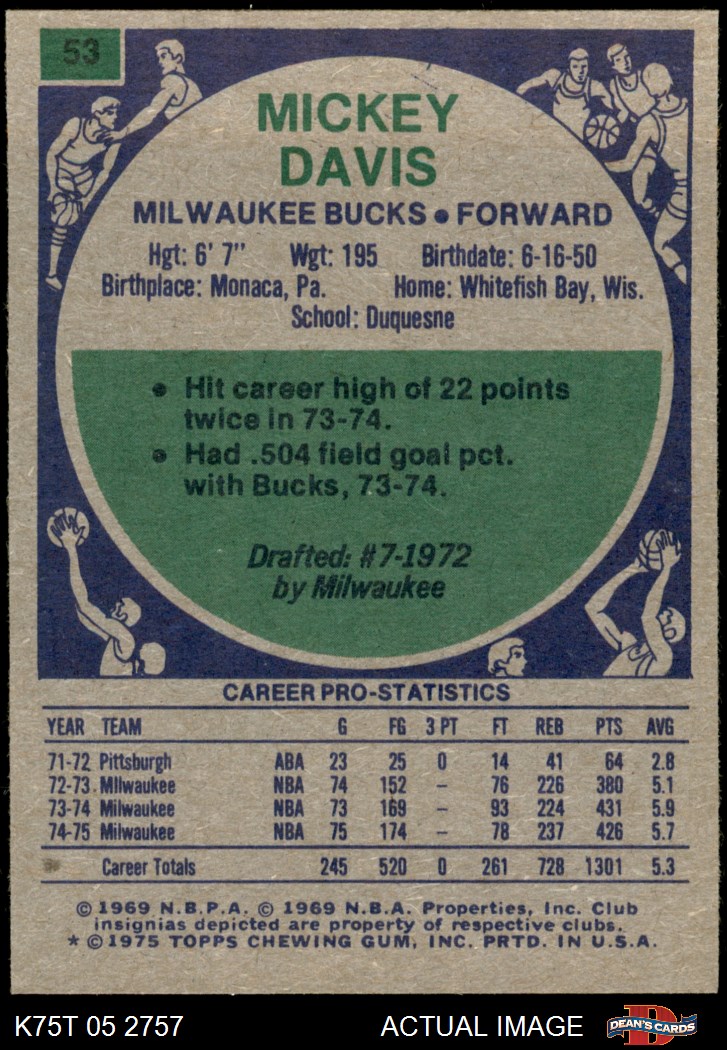 53
MICKEY
DAVIS
MILWAUKEE BUCKS • FORWARD
Hgt: 6' 7" Wgt: 195 Birthdate: 6-16-50
Birthplace: Monaca, Pa. Home: Whitefish Bay, Wis.
School: Duquesne
• Hit career high of 22 points
twice in 73-74.
• Had .504 field goal pct.
with Bucks, 73-74.
Drafted: #7-1972
by Milwaukee
CAREER PRO-STATISTICS
YEAR TEAM G FG 3 PT FT REB PTS AVG
71-72 Pittsburgh ABA 23 25 0 14 41 64 2.8
72-73 Milwaukee NBA 74 152 – 76 226 380 5.1
73-74 Milwaukee NBA 73 169 – 93 224 431 5.9
74-75 Milwaukee NBA 75 174 – 78 237 426 5.7
Career Totals 245 520 0 261 728 1301 5.3
© 1969 N.B.P.A. © 1969 N.B.A. Properties, Inc. Club
insignias depicted are property of respective clubs.
* © 1975 TOPPS CHEWING GUM, INC. PRTD. IN U.S.A.
K75T 05 2757 ACTUAL IMAGE D DEAN'S CARDS